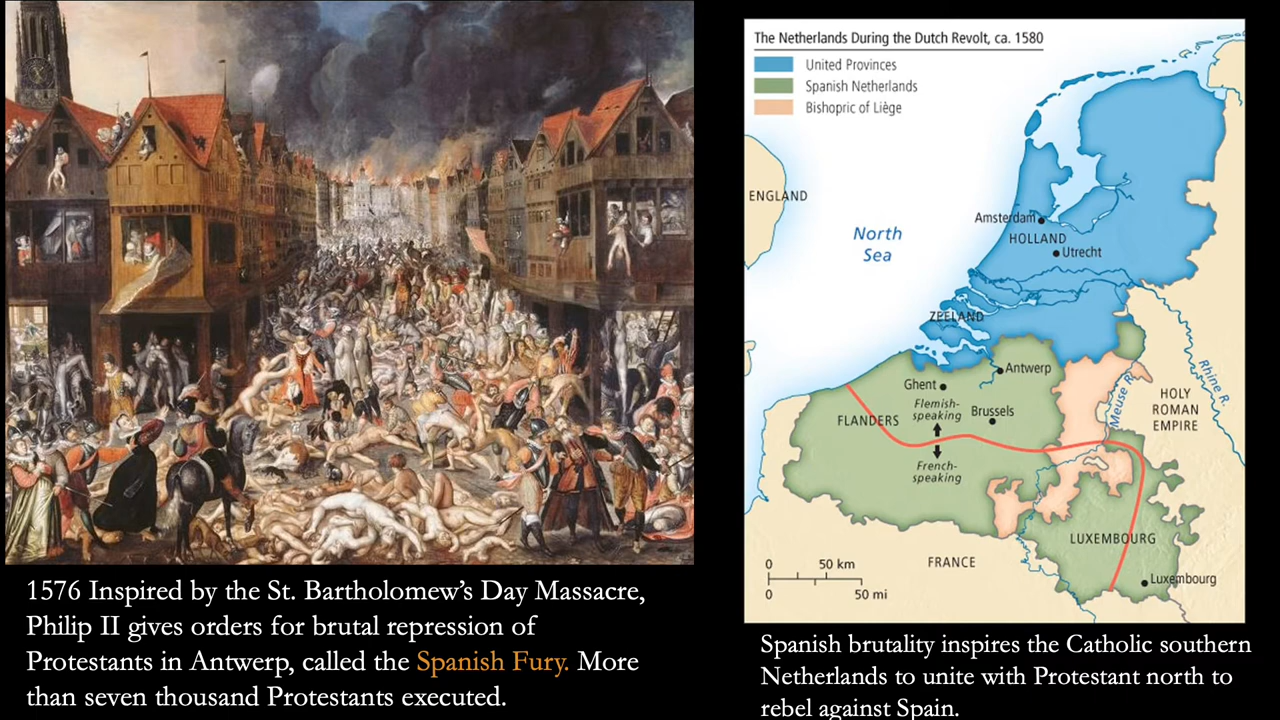 1576 Inspired by the St. Bartholomew’s Day Massacre,
Philip II gives orders for brutal repression of
Protestants in Antwerp, called the Spanish Fury. More
than seven thousand Protestants executed.
The Netherlands During the Dutch Revolt, ca. 1580
United Provinces
Spanish Netherlands
Bishopric of Liège
ENGLAND
North
Sea
Amsterdam
HOLLAND
Utrecht
ZEELAND
Antwerp
Ghent
Flemish-
speaking
Brussels
FLANDERS
French-
speaking
Meuse R.
Rhine R.
HOLY
ROMAN
EMPIRE
LUXEMBOURG
FRANCE
Luxembourg
0 50 km
0 50 mi
Spanish brutality inspires the Catholic southern
Netherlands to unite with Protestant north to
rebel against Spain.